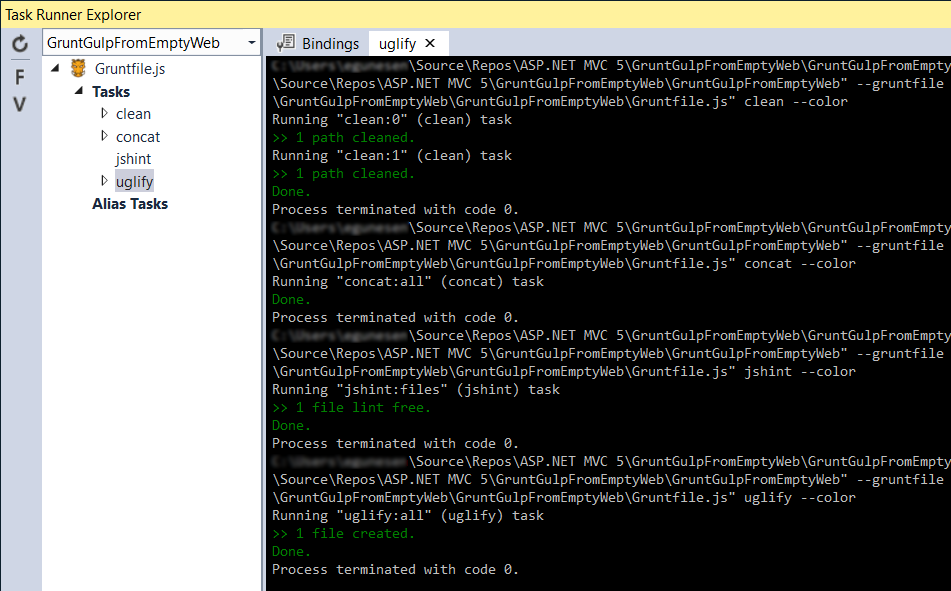 Task Runner Explorer
GruntGulpFromEmptyWeb
F
V
Gruntfile.js
Tasks
clean
concat
jshint
uglify
Alias Tasks
Bindings
uglify
\Source\Repos\ASP.NET MVC 5\GruntGulpFromEmptyWeb\GruntGulpFromEmpty
\Source\Repos\ASP.NET MVC 5\GruntGulpFromEmptyWeb\GruntGulpFromEmptyWeb" --gruntfile
\GruntGulpFromEmptyWeb\GruntGulpFromEmptyWeb\Gruntfile.js" clean --color
Running "clean:0" (clean) task
>> 1 path cleaned.
Running "clean:1" (clean) task
>> 1 path cleaned.
Done.
Process terminated with code 0.
\Source\Repos\ASP.NET MVC 5\GruntGulpFromEmptyWeb\GruntGulpFromEmpty
\Source\Repos\ASP.NET MVC 5\GruntGulpFromEmptyWeb\GruntGulpFromEmptyWeb" --gruntfile
\GruntGulpFromEmptyWeb\GruntGulpFromEmptyWeb\Gruntfile.js" concat --color
Running "concat:all" (concat) task
Done.
Process terminated with code 0.
\Source\Repos\ASP.NET MVC 5\GruntGulpFromEmptyWeb\GruntGulpFromEmpty
\Source\Repos\ASP.NET MVC 5\GruntGulpFromEmptyWeb\GruntGulpFromEmptyWeb" --gruntfile
\GruntGulpFromEmptyWeb\GruntGulpFromEmptyWeb\Gruntfile.js" jshint --color
Running "jshint:files" (jshint) task
>> 1 file lint free.
Done.
Process terminated with code 0.
\Source\Repos\ASP.NET MVC 5\GruntGulpFromEmptyWeb\GruntGulpFromEmpty
\Source\Repos\ASP.NET MVC 5\GruntGulpFromEmptyWeb\GruntGulpFromEmptyWeb" --gruntfile
\GruntGulpFromEmptyWeb\GruntGulpFromEmptyWeb\Gruntfile.js" uglify --color
Running "uglify:all" (uglify) task
>> 1 file created.
Done.
Process terminated with code 0.